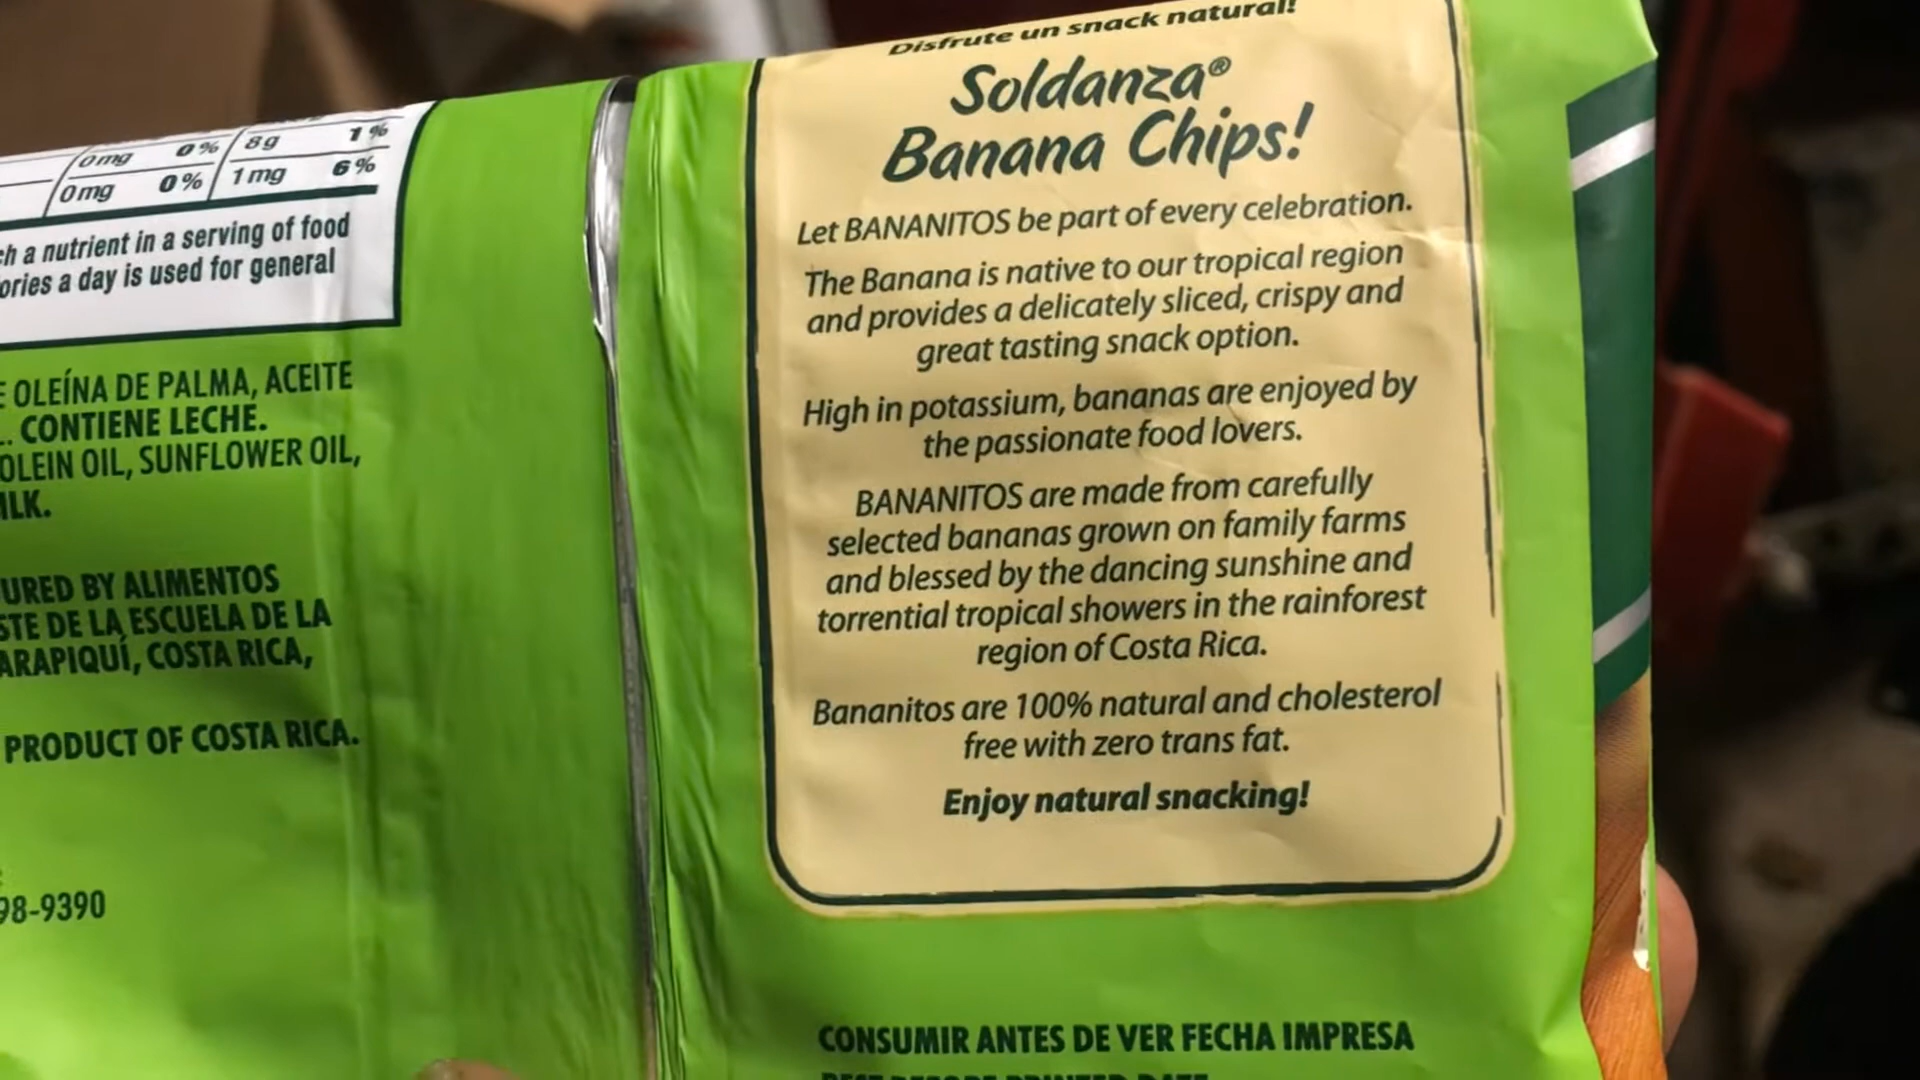 0mg 0% 8g 1%
0mg 0% 1mg 6%
a nutrient in a serving of food
a day is used for general
OLEÍNA DE PALMA, ACEITE
CONTIENE LECHE.
OIL, SUNFLOWER OIL,
BY ALIMENTOS
DE LA ESCUELA DE LA
COSTA RICA,
PRODUCT OF COSTA RICA.
98-9390
Disfrute un snack natural!
Soldanza®
Banana Chips!
Let BANANITOS be part of every celebration.
The Banana is native to our tropical region
and provides a delicately sliced, crispy and
great tasting snack option.
High in potassium, bananas are enjoyed by
the passionate food lovers.
BANANITOS are made from carefully
selected bananas grown on family farms
and blessed by the dancing sunshine and
torrential tropical showers in the rainforest
region of Costa Rica.
Bananitos are 100% natural and cholesterol
free with zero trans fat.
Enjoy natural snacking!
CONSUMIR ANTES DE VER FECHA IMPRESA
BEST BEFORE PRINTED DATE